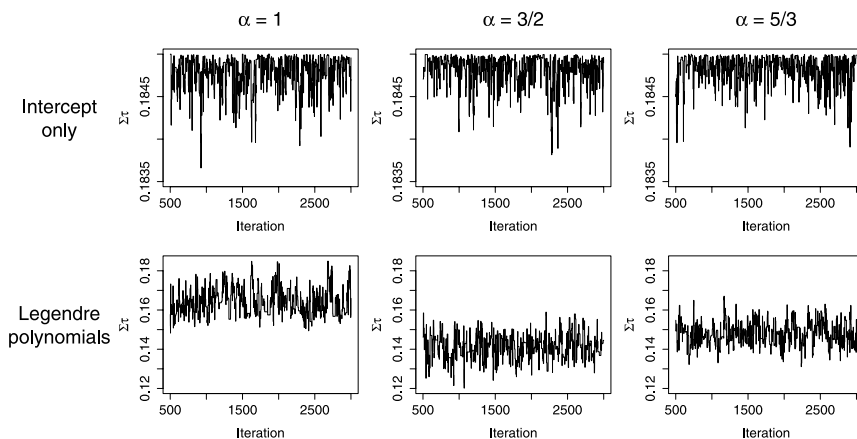 α = 1
α = 3/2
α = 5/3
Intercept
only
Στ
0.1835
0.1845
500
1500
2500
Iteration
Στ
0.1835
0.1845
500
1500
2500
Iteration
Στ
0.1835
0.1845
500
1500
2500
Iteration
Legendre
polynomials
Στ
0.12
0.14
0.16
0.18
500
1500
2500
Iteration
Στ
0.12
0.14
0.16
0.18
500
1500
2500
Iteration
Στ
0.12
0.14
0.16
0.18
500
1500
2500
Iteration